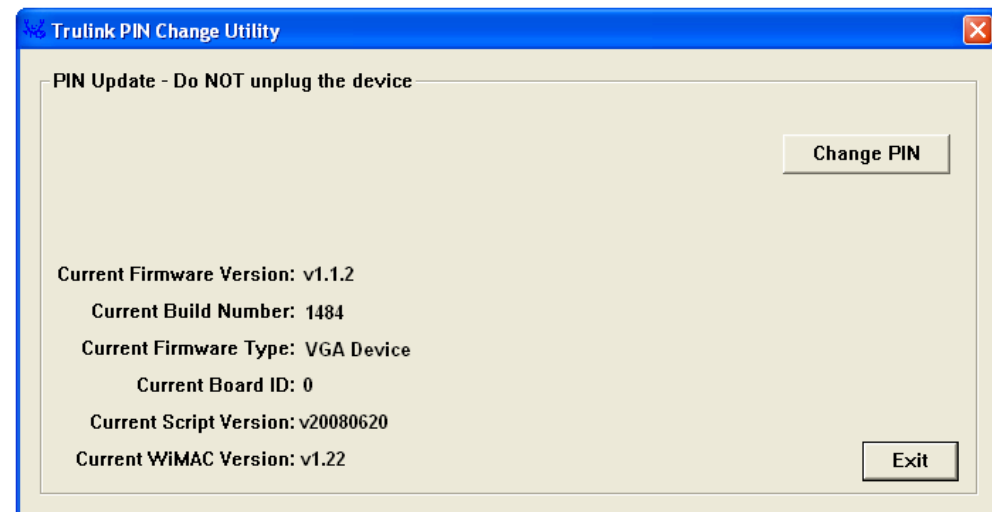 Trulink PIN Change Utility
PIN Update - Do NOT unplug the device
Change PIN
Current Firmware Version: v1.1.2
Current Build Number: 1484
Current Firmware Type: VGA Device
Current Board ID: 0
Current Script Version: v20080620
Current WiMAC Version: v1.22
Exit